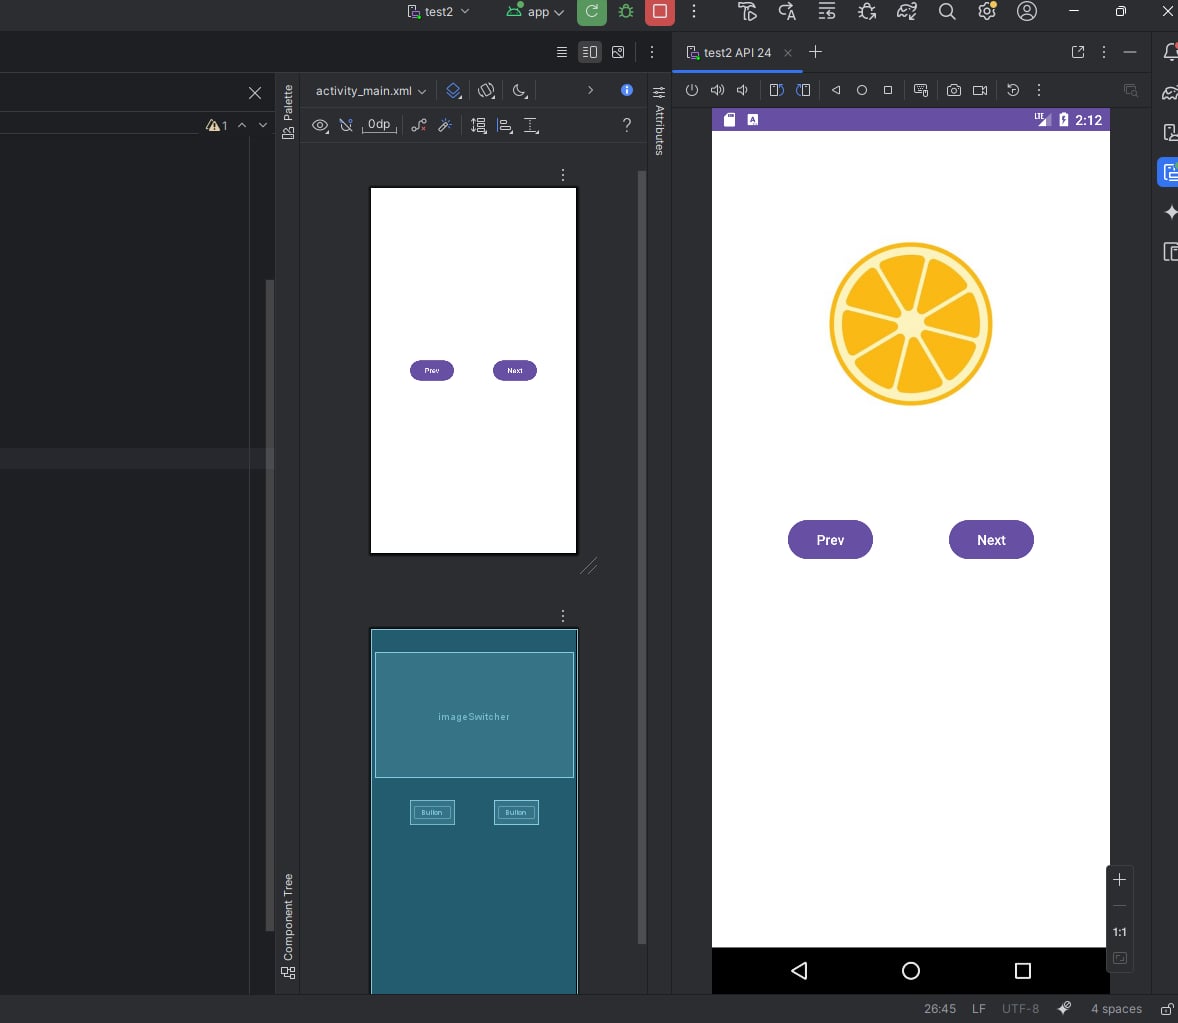 test2
app
test2 API 24
Palette
activity_main.xml
1
0dp
?
Attributes
A
LTE
2:12
Prev
Next
Prev
Next
imageSwitcher
Button
Button
Component Tree
1:1
26:45
LF
UTF-8
4 spaces